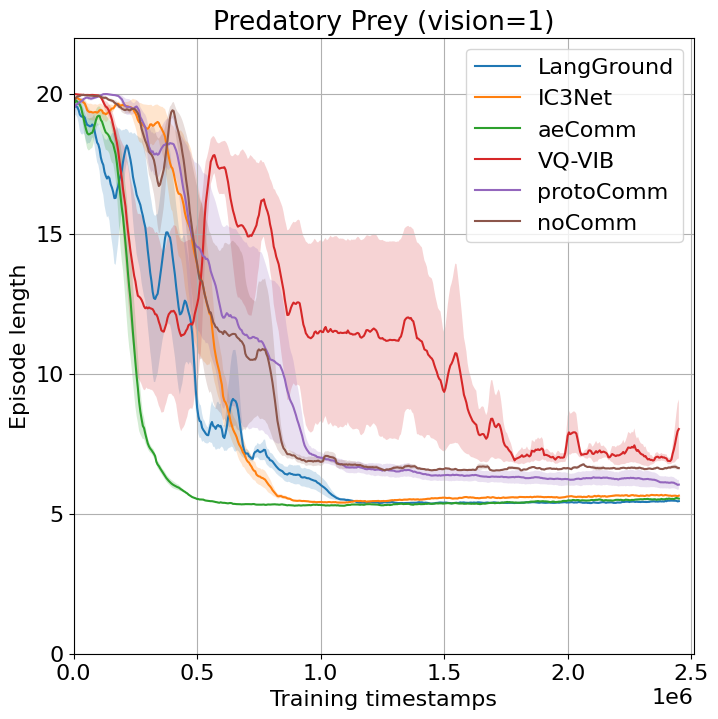 Predatory Prey (vision=1)
LangGround
IC3Net
aeComm
VQ-VIB
protoComm
noComm
Episode length
20
15
10
5
0
0.0 0.5 1.0 1.5 2.0 2.5
1e6
Training timestamps